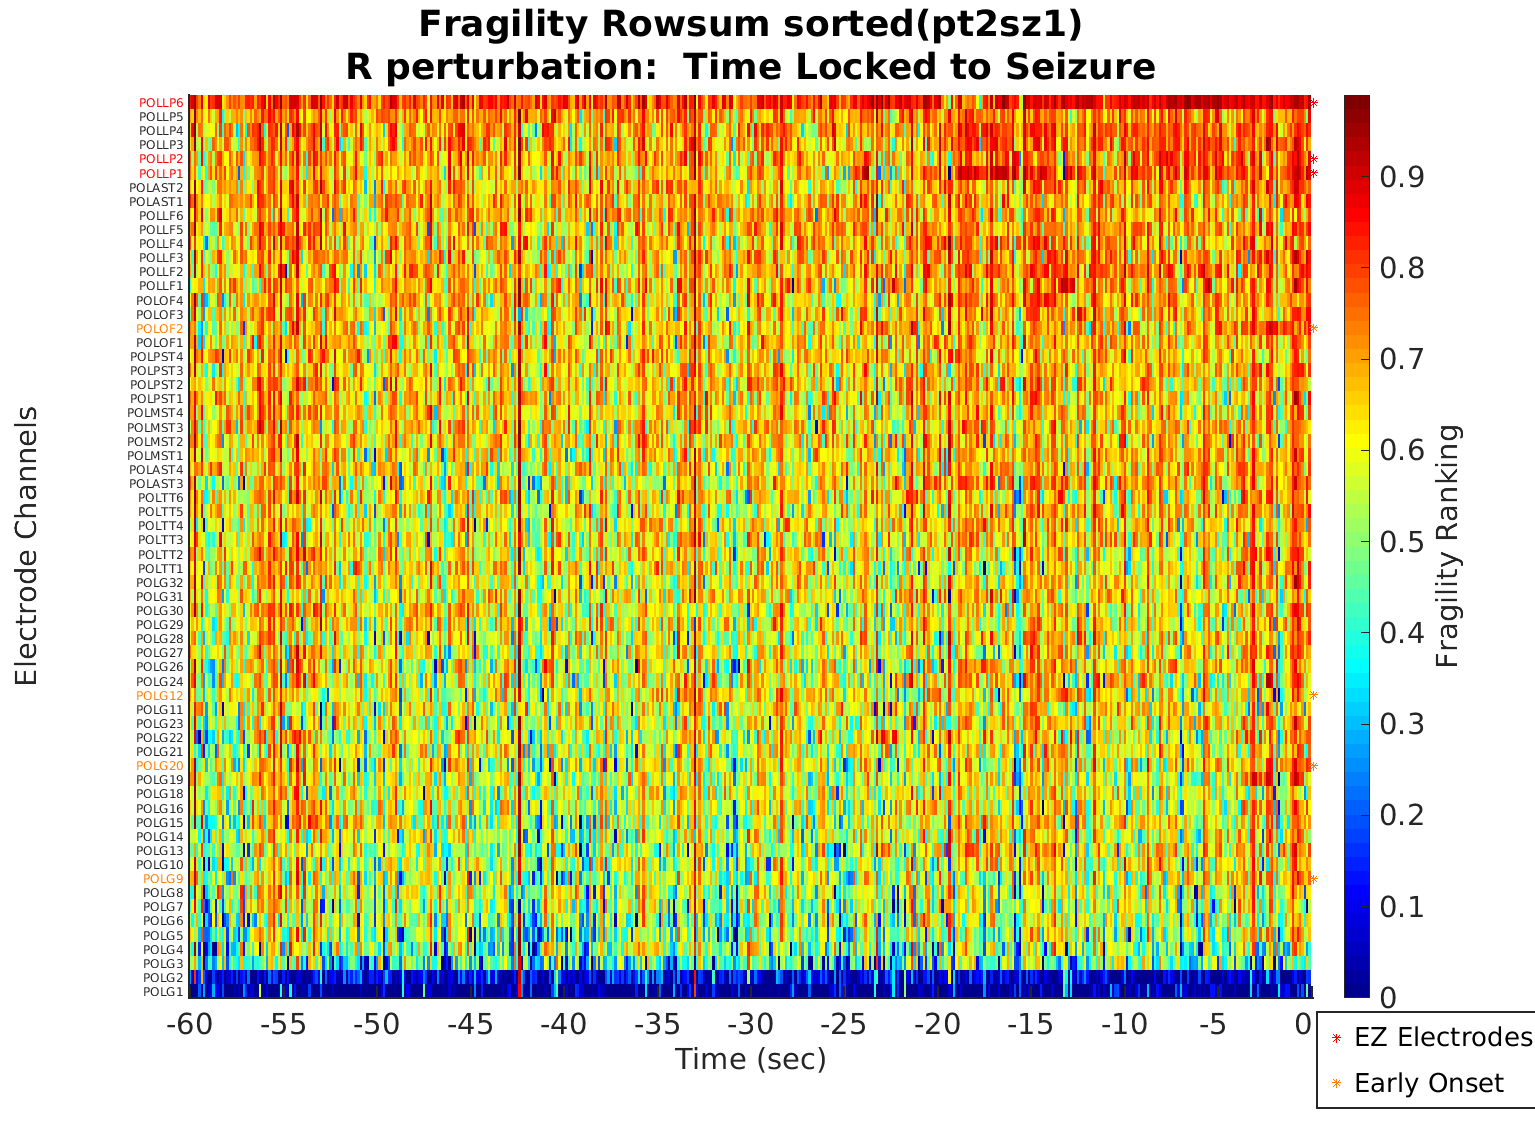 Fragility Rowsum sorted(pt2sz1)
R perturbation:  Time Locked to Seizure
Electrode Channels
POLLP6
POLLP5
POLLP4
POLLP3
POLLP2
POLLP1
POLAST2
POLAST1
POLLF6
POLLF5
POLLF4
POLLF3
POLLF2
POLLF1
POLOF4
POLOF3
POLOF2
POLOF1
POLPST4
POLPST3
POLPST2
POLPST1
POLMST4
POLMST3
POLMST2
POLMST1
POLAST4
POLAST3
POLTT6
POLTT5
POLTT4
POLTT3
POLTT2
POLTT1
POLG32
POLG31
POLG30
POLG29
POLG28
POLG27
POLG26
POLG24
POLG12
POLG11
POLG23
POLG22
POLG21
POLG20
POLG19
POLG18
POLG16
POLG15
POLG14
POLG13
POLG10
POLG9
POLG8
POLG7
POLG6
POLG5
POLG4
POLG3
POLG2
POLG1
-60 -55 -50 -45 -40 -35 -30 -25 -20 -15 -10 -5 0
Time (sec)
0.9
0.8
0.7
0.6
0.5
0.4
0.3
0.2
0.1
0
Fragility Ranking
EZ Electrodes
Early Onset